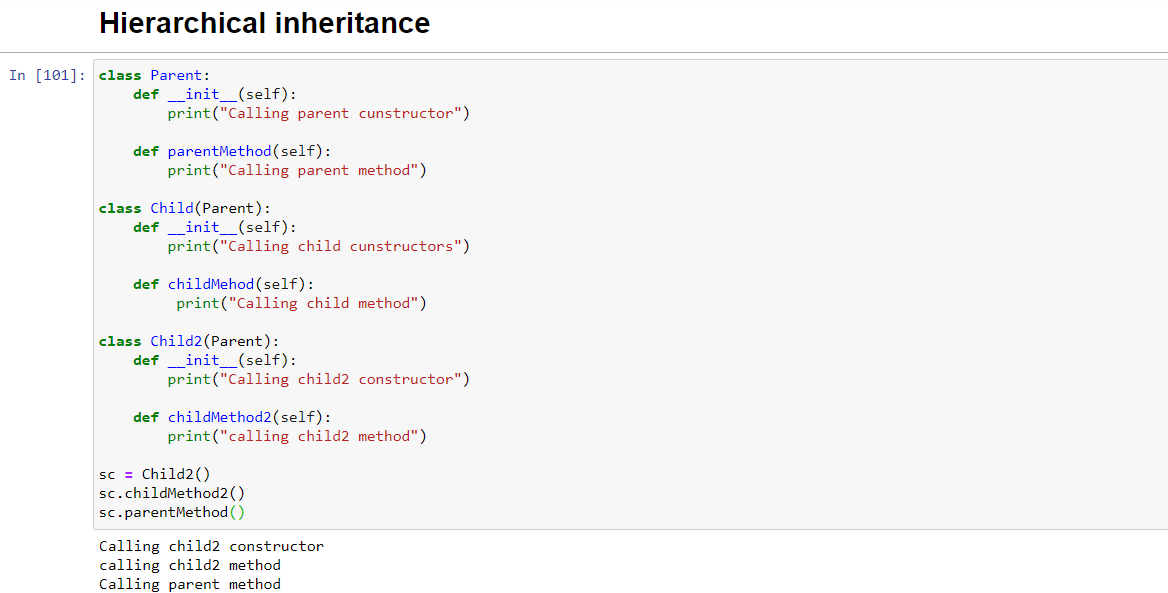 Hierarchical inheritance
In [101]: class Parent:
    def __init__(self):
        print("Calling parent cunstructor")
    def parentMethod(self):
        print("Calling parent method")
class Child(Parent):
    def __init__(self):
        print("Calling child cunstructors")
    def childMehod(self):
         print("Calling child method")
class Child2(Parent):
    def __init__(self):
        print("Calling child2 constructor")
    def childMethod2(self):
        print("calling child2 method")
sc = Child2()
sc.childMethod2()
sc.parentMethod()
Calling child2 constructor
calling child2 method
Calling parent method